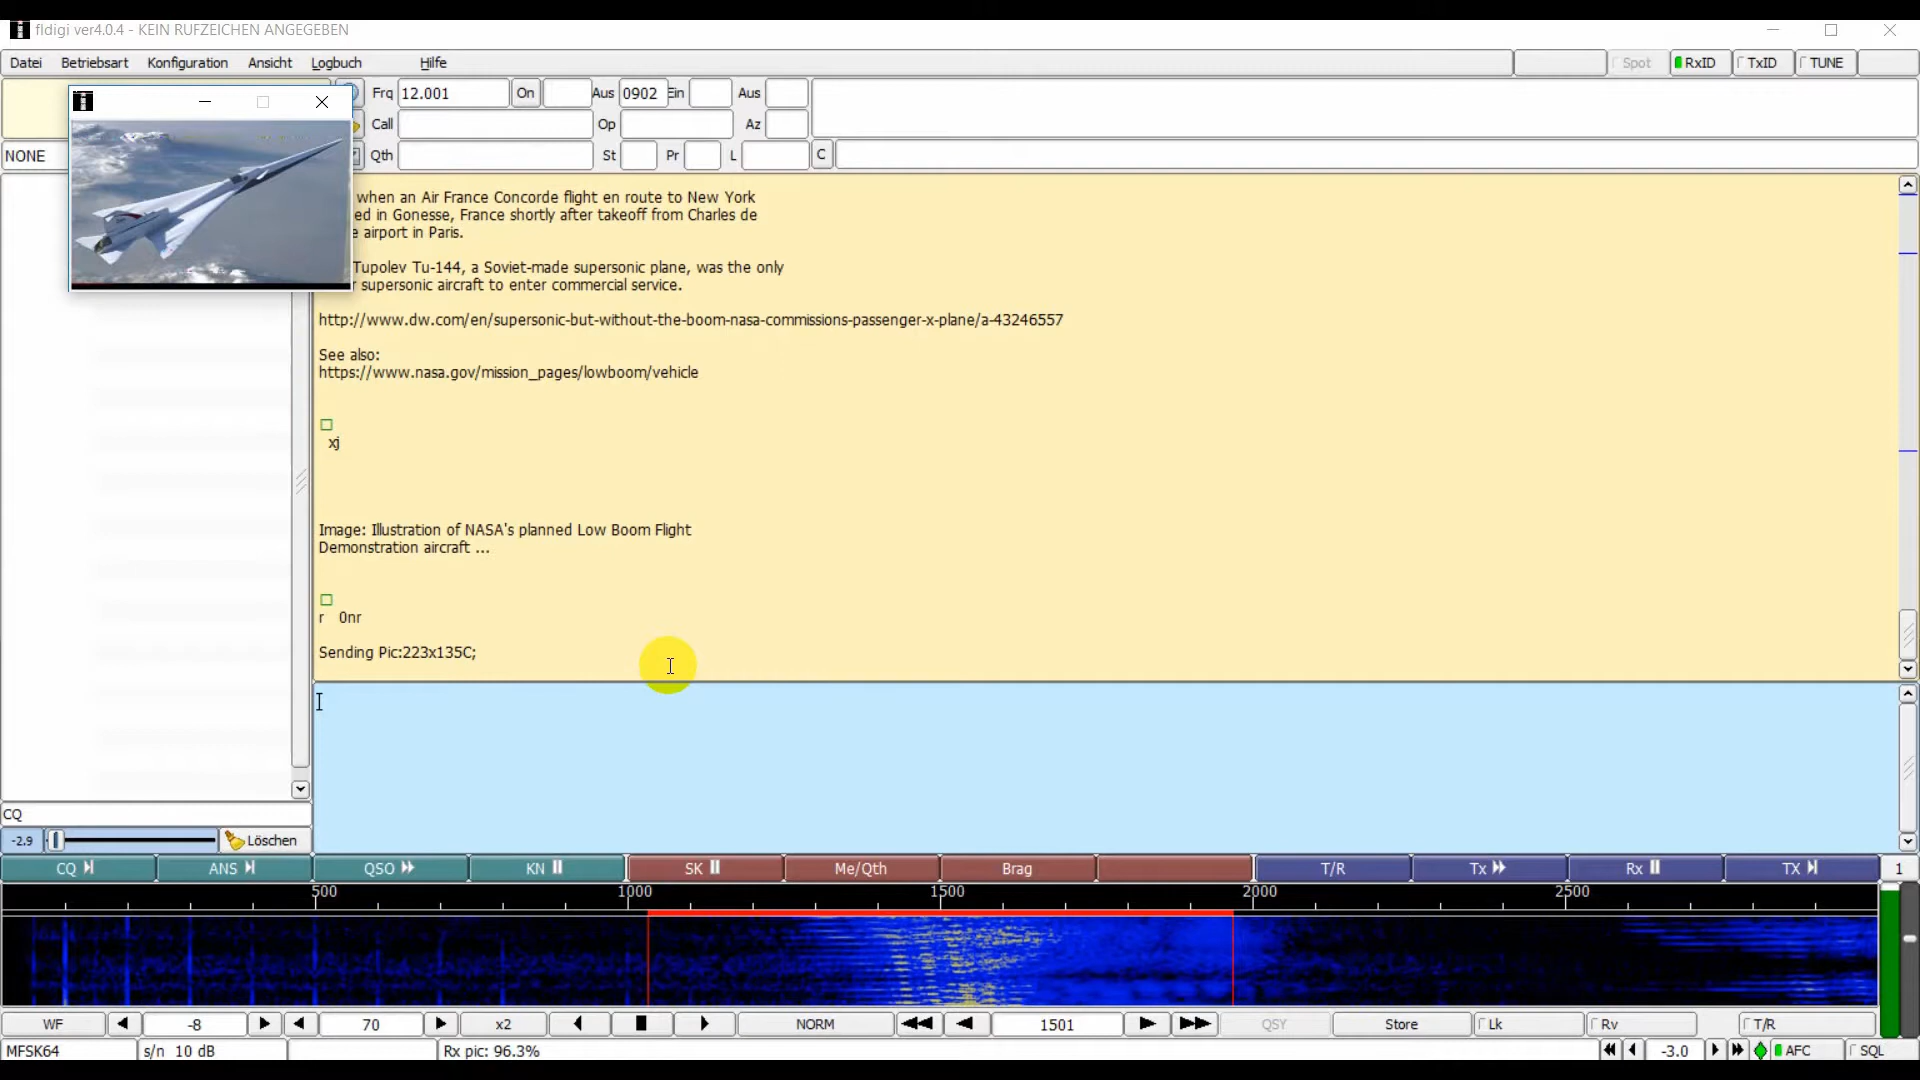 fldigi ver4.0.4 - KEIN RUFZEICHEN ANGEGEBEN
Datei Betriebsart Konfiguration Ansicht Logbuch Hilfe Spot RxID TxID TUNE
Frq 12.001 On Aus 0902 Ein Aus
Call Op Az
NONE Qth St Pr L C
when an Air France Concorde flight en route to New York
ed in Gonesse, France shortly after takeoff from Charles de
e airport in Paris.
Tupolev Tu-144, a Soviet-made supersonic plane, was the only
r supersonic aircraft to enter commercial service.
http://www.dw.com/en/supersonic-but-without-the-boom-nasa-commissions-passenger-x-plane/a-43246557
See also:
https://www.nasa.gov/mission_pages/lowboom/vehicle
xj
Image: Illustration of NASA's planned Low Boom Flight
Demonstration aircraft ...
r 0nr
Sending Pic:223x135C;
CQ
-2.9 Löschen
CQ ANS QSO KN SK Me/Qth Brag T/R Tx Rx TX 1
500 1000 1500 2000 2500
WF -8 70 x2 NORM 1501 QSY Store Lk Rv T/R
MFSK64 s/n 10 dB Rx pic: 96.3% -3.0 AFC SQL